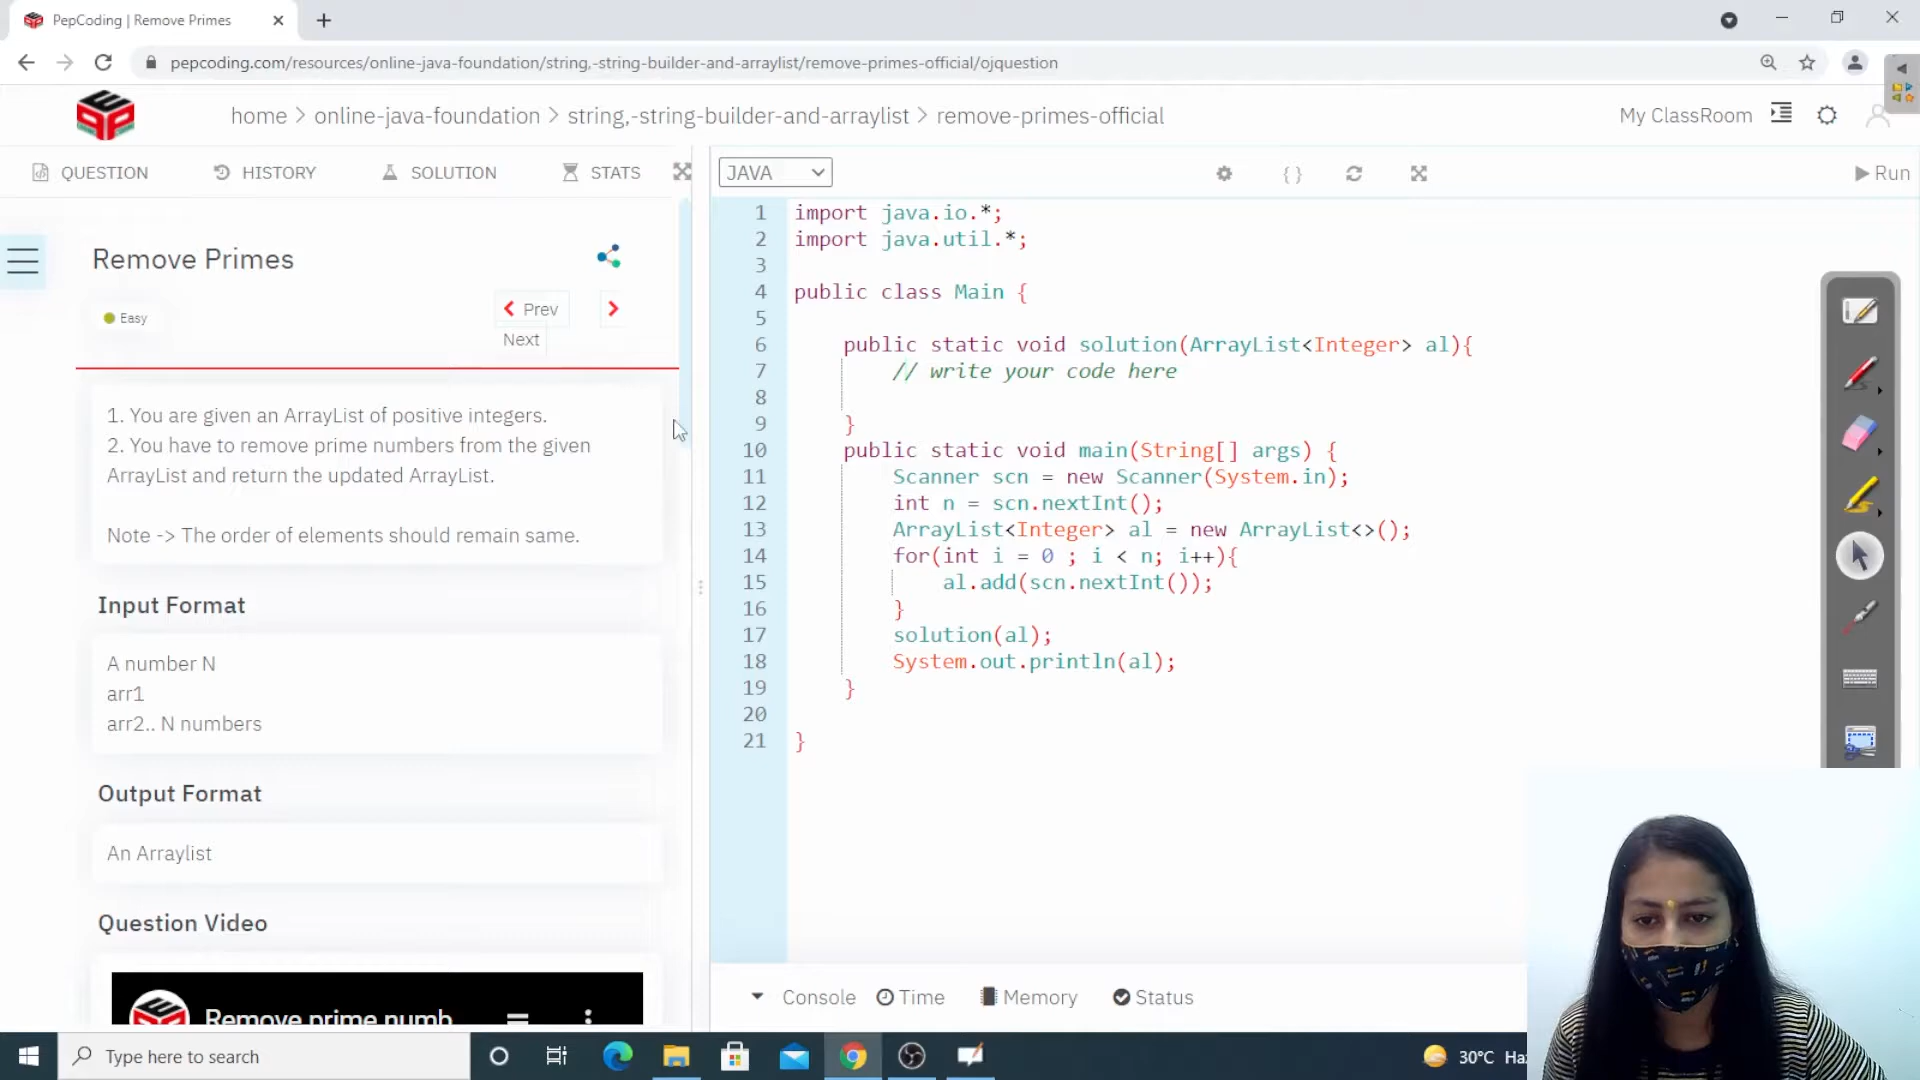 PepCoding | Remove Primes
pepcoding.com/resources/online-java-foundation/string,-string-builder-and-arraylist/remove-primes-official/ojquestion
home > online-java-foundation > string,-string-builder-and-arraylist > remove-primes-official
My ClassRoom
QUESTION HISTORY SOLUTION STATS
JAVA
Run
Remove Primes
Easy
Prev
Next
1. You are given an ArrayList of positive integers.
2. You have to remove prime numbers from the given
ArrayList and return the updated ArrayList.
Note -> The order of elements should remain same.
Input Format
A number N
arr1
arr2.. N numbers
Output Format
An Arraylist
Question Video
Remove prime numb
1 import java.io.*;
2 import java.util.*;
3
4 public class Main {
5
6 public static void solution(ArrayList<Integer> al){
7 // write your code here
8
9 }
10 public static void main(String[] args) {
11 Scanner scn = new Scanner(System.in);
12 int n = scn.nextInt();
13 ArrayList<Integer> al = new ArrayList<>();
14 for(int i = 0 ; i < n; i++){
15 al.add(scn.nextInt());
16 }
17 solution(al);
18 System.out.println(al);
19 }
20
21 }
Console Time Memory Status
Type here to search
30°C Ha